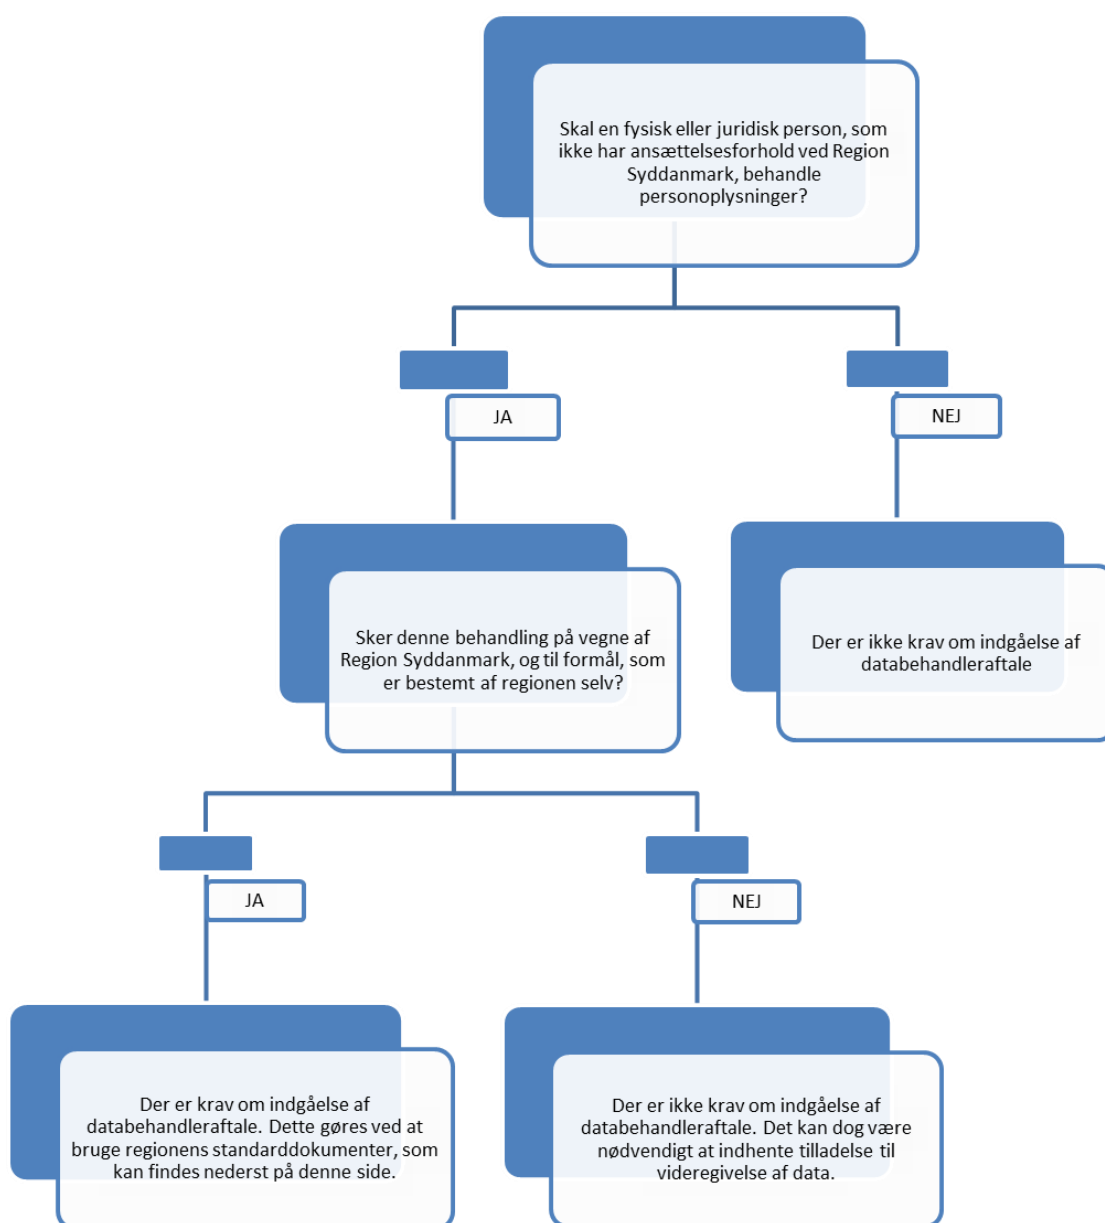 Skal en fysisk eller juridisk person, som
ikke har ansættelsesforhold ved Region
Syddanmark, behandle
personoplysninger?
JA
NEJ
Sker denne behandling på vegne af
Region Syddanmark, og til formål, som
er bestemt af regionen selv?
Der er ikke krav om indgåelse af
databehandleraftale
JA
NEJ
Der er krav om indgåelse af
databehandleraftale. Dette gøres ved at
bruge regionens standarddokumenter, som
kan findes nederst på denne side.
Der er ikke krav om indgåelse af
databehandleraftale. Det kan dog være
nødvendigt at indhente tilladelse til
videregivelse af data.